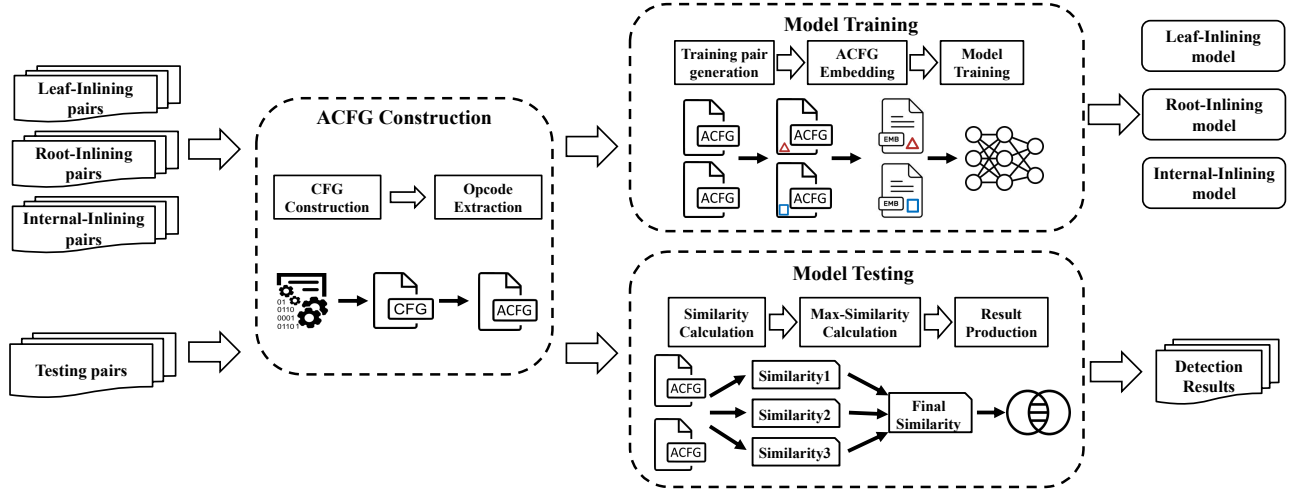 Leaf-Inlining
pairs
Root-Inlining
pairs
Internal-Inlining
pairs
Testing pairs
ACFG Construction
CFG
Construction
Opcode
Extraction
01
0110
0001
01101
CFG
ACFG
Model Training
Training pair
generation
ACFG
Embedding
Model
Training
ACFG
ACFG
EMB
ACFG
ACFG
EMB
Model Testing
Similarity
Calculation
Max-Similarity
Calculation
Result
Production
ACFG
ACFG
Similarity1
Similarity2
Similarity3
Final
Similarity
Leaf-Inlining
model
Root-Inlining
model
Internal-Inlining
model
Detection
Results